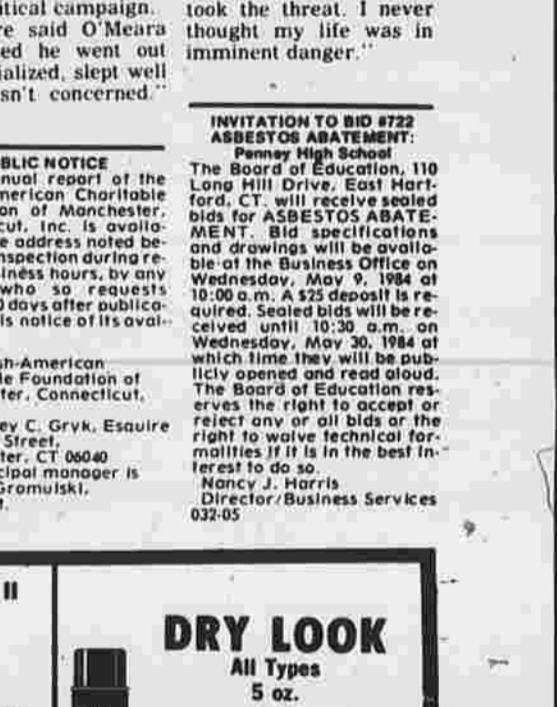 itical campaign.
re said O'Meara
ed he went out
ialized, slept well
sn't concerned."
BLIC NOTICE
nual report of the
merican Charitable
on of Manchester,
cut, Inc. is availa-
e address noted be-
nspection during re-
iness hours, by any
who so requests
0 days after publica-
is notice of its avai-
sh-American
le Foundation of
ter, Connecticut,
ey C. Gryk, Esquire
Street,
ter, CT 06040
cipal manager is
Gromulski.
took the threat. I never
thought my life was in
imminent danger."
INVITATION TO BID #722
ASBESTOS ABATEMENT:
Penney High School
The Board of Education, 110
Long Hill Drive, East Hart-
ford, CT. will receive sealed
bids for ASBESTOS ABATE-
MENT. Bid specifications
and drawings will be availa-
ble at the Business Office on
Wednesday, May 9, 1984 at
10:00 a.m. A $25 deposit is re-
quired. Sealed bids will be re-
ceived until 10:30 a.m. on
Wednesday, May 30, 1984 at
which time they will be pub-
licly opened and read aloud.
The Board of Education res-
erves the right to accept or
reject any or all bids or the
right to waive technical for-
malities if it is in the best in-
terest to do so.
Nancy J. Harris
Director/Business Services
032-05
"
DRY LOOK
All Types
5 oz.